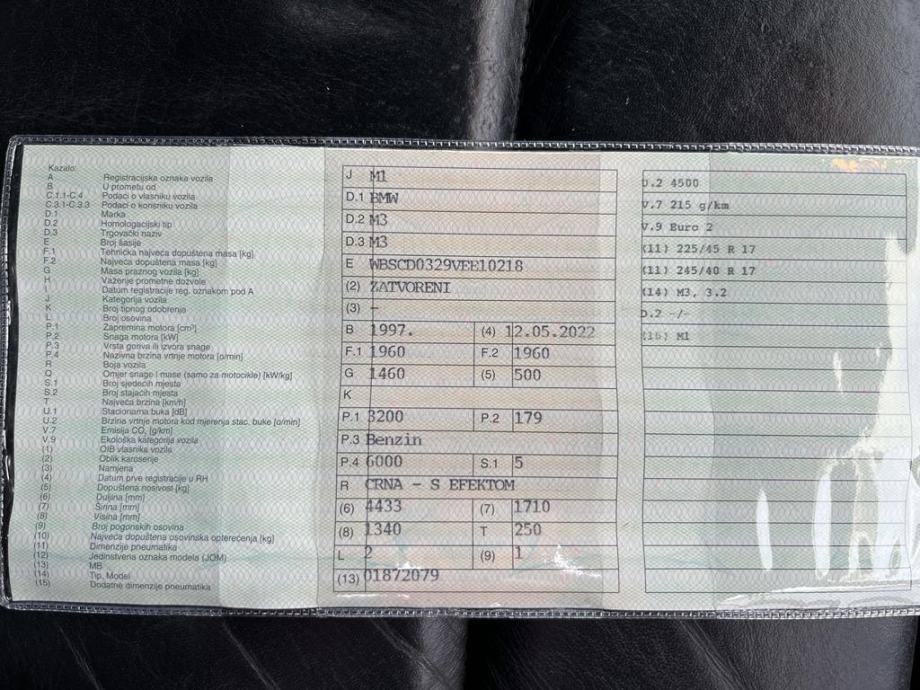 Kazalo:
A Registracijska oznaka vozila
B U prometu od
C.1.1-C.4 Podaci o vlasniku vozila
C.3.1-C.3.3 Podaci o korisniku vozila
D.1 Marka
D.2 Homologacijski tip
D.3 Trgovački naziv
E Broj šasije
F.1 Tehnička najveća dopuštena masa [kg]
F.2 Najveća dopuštena masa [kg]
G Masa praznog vozila [kg]
H Važenje prometne dozvole
I Datum registracije reg. oznakom pod A
J Kategorija vozila
K Broj tipnog odobrenja
L Broj osovina
P.1 Zapremina motora [cm³]
P.2 Snaga motora [kW]
P.3 Vrsta goriva ili izvora snage
P.4 Nazivna brzina vrtnje motora [o/min]
R Boja vozila
Q Omjer snage i mase (samo za motocikle) [kW/kg]
S.1 Broj sjedećih mjesta
S.2 Broj stajaćih mjesta
T Najveća brzina [km/h]
U.1 Stacionarna buka [dB]
U.2 Brzina vrtnje motora kod mjerenja stac. buke [o/min]
V.7 Emisija CO₂ [g/km]
V.9 Ekološka kategorija vozila
(1) OIB vlasnika vozila
(2) Oblik karoserije
(3) Namjena
(4) Datum prve registracije u RH
(5) Dopuštena nosivost [kg]
(6) Duljina [mm]
(7) Širina [mm]
(8) Visina [mm]
(9) Broj pogonskih osovina
(10) Najveća dopuštena osovinska opterećenja [kg]
(11) Dimenzije pneumatika
(12) Jedinstvena oznaka modela (JOM)
(13) MB
(14) Tip, Model
(15) Dodatne dimenzije pneumatika
J M1
D.1 BMW
D.2 M3
D.3 M3
E WBSCD0329VEE10218
(2) ZATVORENI
(3) -
B 1997. (4) 12.05.2022
F.1 1960 F.2 1960
G 1460 (5) 500
K
P.1 3200 P.2 179
P.3 Benzin
P.4 6000 S.1 5
R CRNA - S EFEKTOM
(6) 4433 (7) 1710
(8) 1340 T 250
L 2 (9) 1
(13) 01872079
U.2 4500
V.7 215 g/km
V.9 Euro 2
(11) 225/45 R 17
(11) 245/40 R 17
(14) M3, 3.2
D.2 -/-
(15) M1